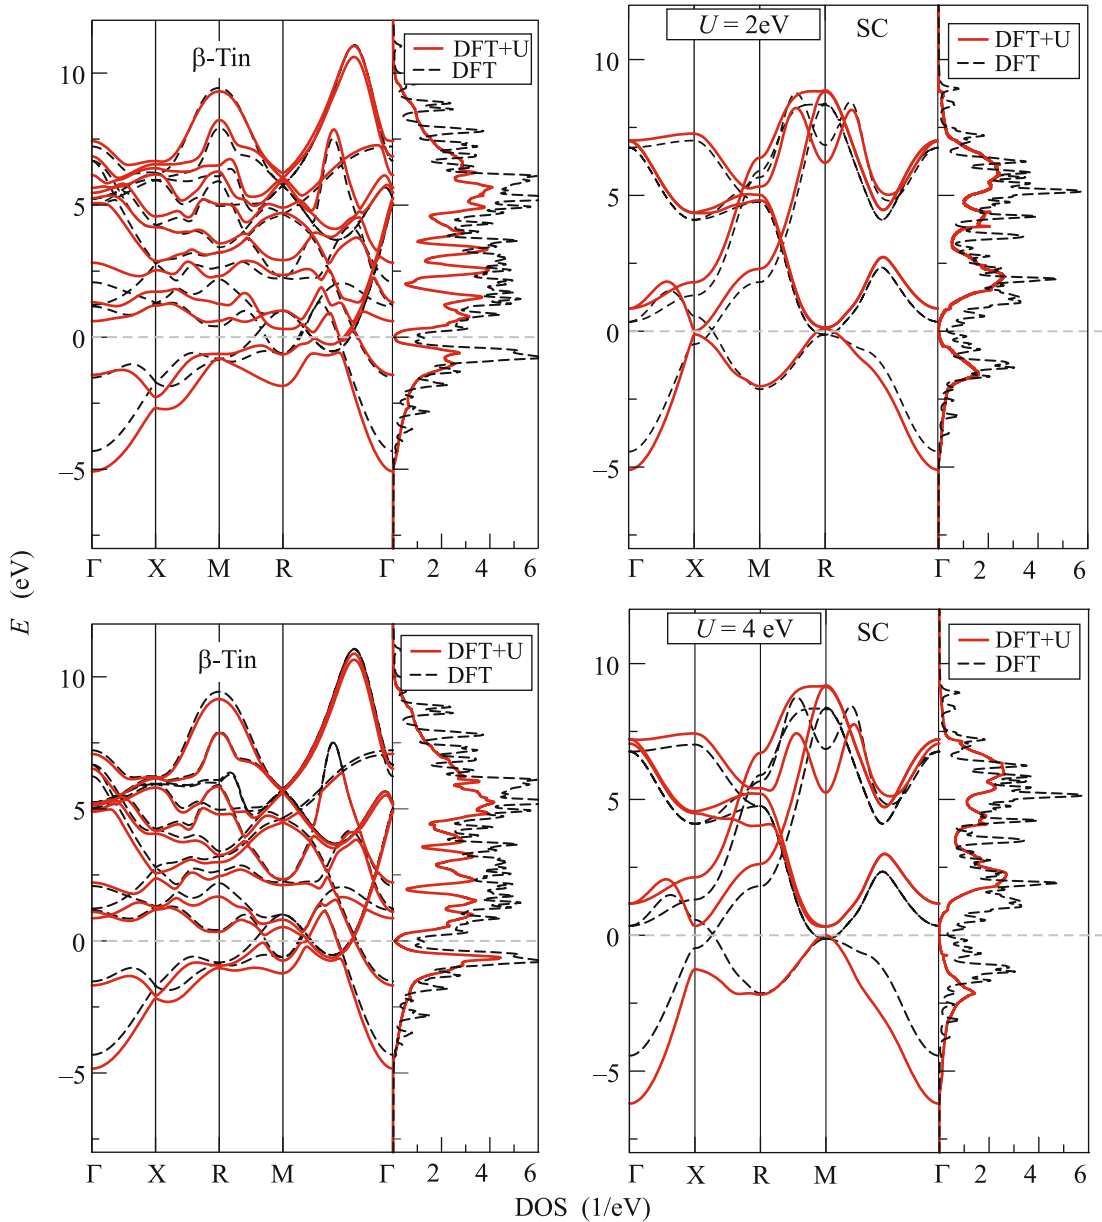 β-Tin
DFT+U
DFT
10
5
0
−5
Γ X M R Γ 2 4 6
U = 2eV
SC
DFT+U
DFT
10
5
0
−5
Γ X M R Γ 2 4 6
E (eV)
β-Tin
DFT+U
DFT
10
5
0
−5
Γ X R M Γ 2 4 6
U = 4 eV
SC
DFT+U
DFT
10
5
0
−5
Γ X R M Γ 2 4 6
DOS (1/eV)